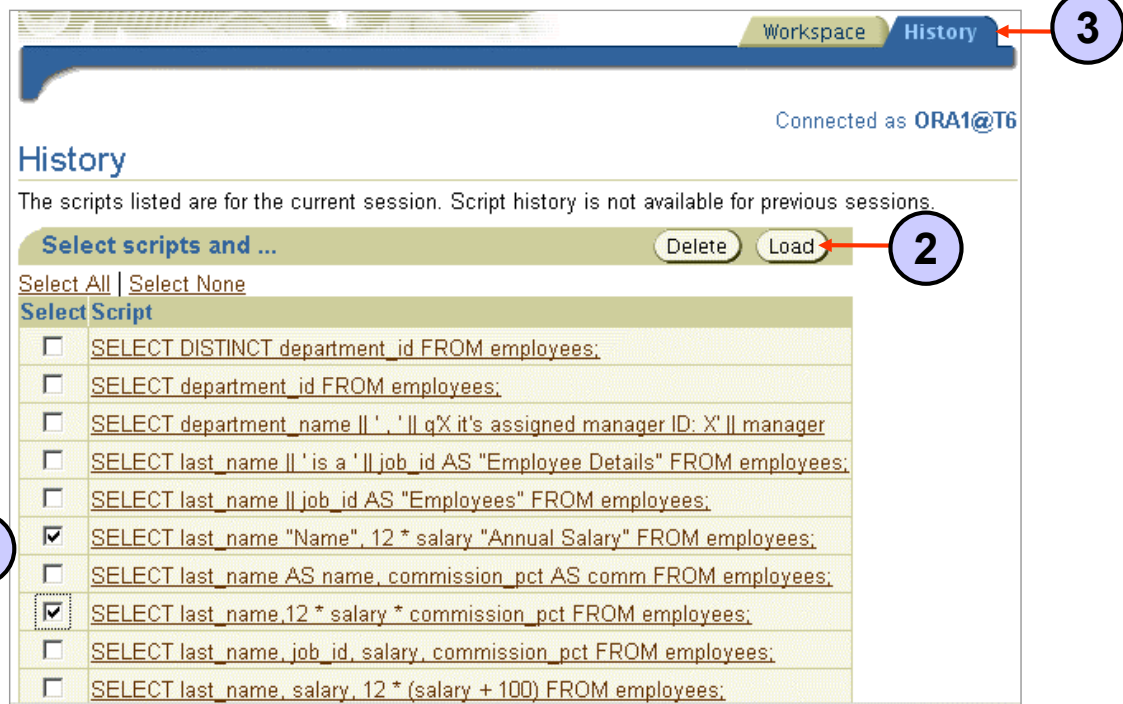 Workspace History 3
Connected as ORA1@T6
History
The scripts listed are for the current session. Script history is not available for previous sessions.
Select scripts and ... Delete Load 2
Select All | Select None
Select Script
SELECT DISTINCT department_id FROM employees;
SELECT department_id FROM employees;
SELECT department_name || ' , ' || q'X it's assigned manager ID: X' || manager
SELECT last_name || ' is a ' || job_id AS "Employee Details" FROM employees;
SELECT last_name || job_id AS "Employees" FROM employees;
SELECT last_name "Name", 12 * salary "Annual Salary" FROM employees;
SELECT last_name AS name, commission_pct AS comm FROM employees;
SELECT last_name,12 * salary * commission_pct FROM employees;
SELECT last_name, job_id, salary, commission_pct FROM employees;
SELECT last_name, salary, 12 * (salary + 100) FROM employees;